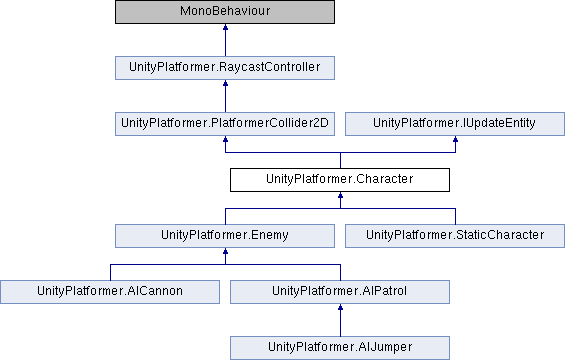 MonoBehaviour
UnityPlatformer.RaycastController
UnityPlatformer.PlatformerCollider2D
UnityPlatformer.IUpdateEntity
UnityPlatformer.Character
UnityPlatformer.Enemy
UnityPlatformer.StaticCharacter
UnityPlatformer.AICannon
UnityPlatformer.AIPatrol
UnityPlatformer.AIJumper